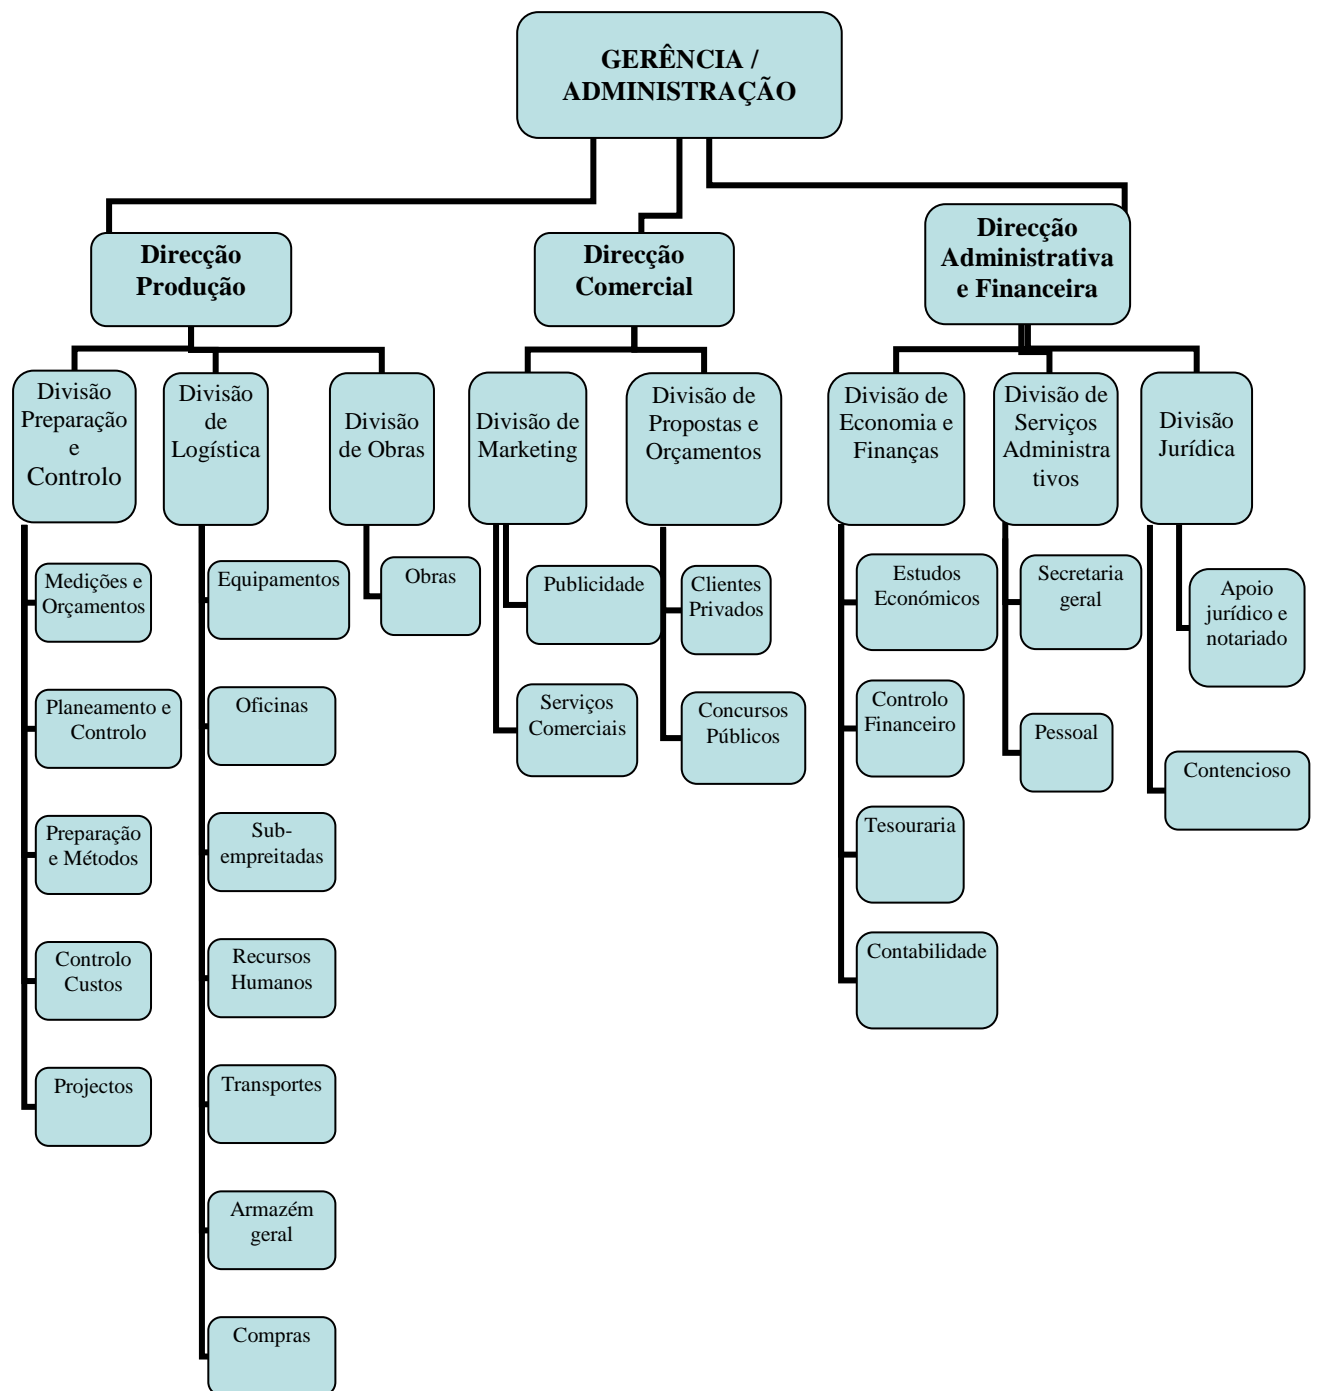 GERÊNCIA /
ADMINISTRAÇÃO
Direcção
Produção
Direcção
Comercial
Direcção
Administrativa
e Financeira
Divisão
Preparação
e
Controlo
Divisão
de
Logística
Divisão
de Obras
Divisão de
Marketing
Divisão de
Propostas e
Orçamentos
Divisão de
Economia e
Finanças
Divisão de
Serviços
Administra
tivos
Divisão
Jurídica
Medições e
Orçamentos
Equipamentos
Obras
Publicidade
Clientes
Privados
Estudos
Económicos
Secretaria
geral
Apoio
jurídico e
notariado
Planeamento e
Controlo
Oficinas
Serviços
Comerciais
Concursos
Públicos
Controlo
Financeiro
Pessoal
Contencioso
Preparação
e Métodos
Sub-
empreitadas
Tesouraria
Controlo
Custos
Recursos
Humanos
Contabilidade
Projectos
Transportes
Armazém
geral
Compras